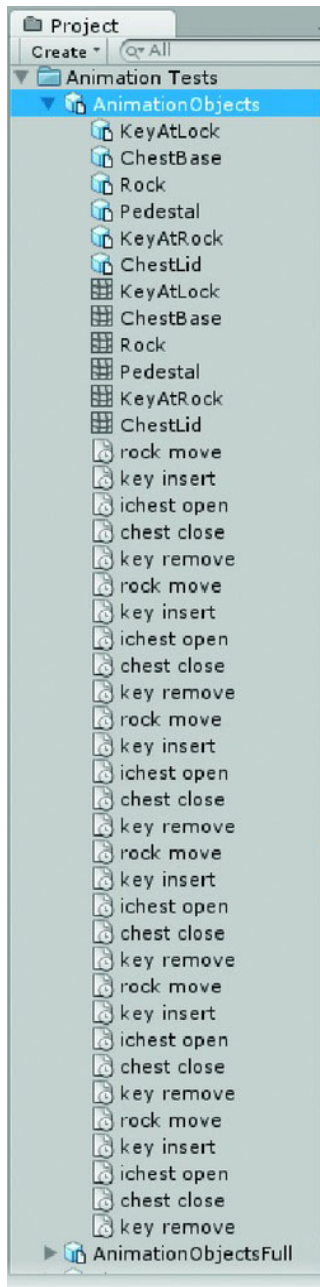 Project
Create All
Animation Tests
AnimationObjects
KeyAtLock
ChestBase
Rock
Pedestal
KeyAtRock
ChestLid
KeyAtLock
ChestBase
Rock
Pedestal
KeyAtRock
ChestLid
rock move
key insert
ichest open
chest close
key remove
rock move
key insert
ichest open
chest close
key remove
rock move
key insert
ichest open
chest close
key remove
rock move
key insert
ichest open
chest close
key remove
rock move
key insert
ichest open
chest close
key remove
rock move
key insert
ichest open
chest close
key remove
AnimationObjectsFull